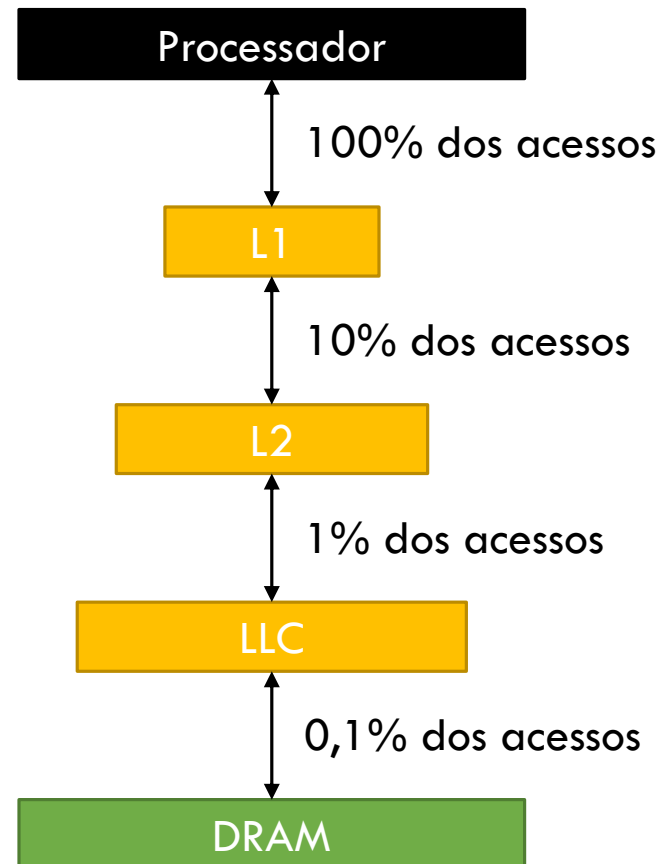 Processador
100% dos acessos
L1
10% dos acessos
L2
1% dos acessos
LLC
0,1% dos acessos
DRAM